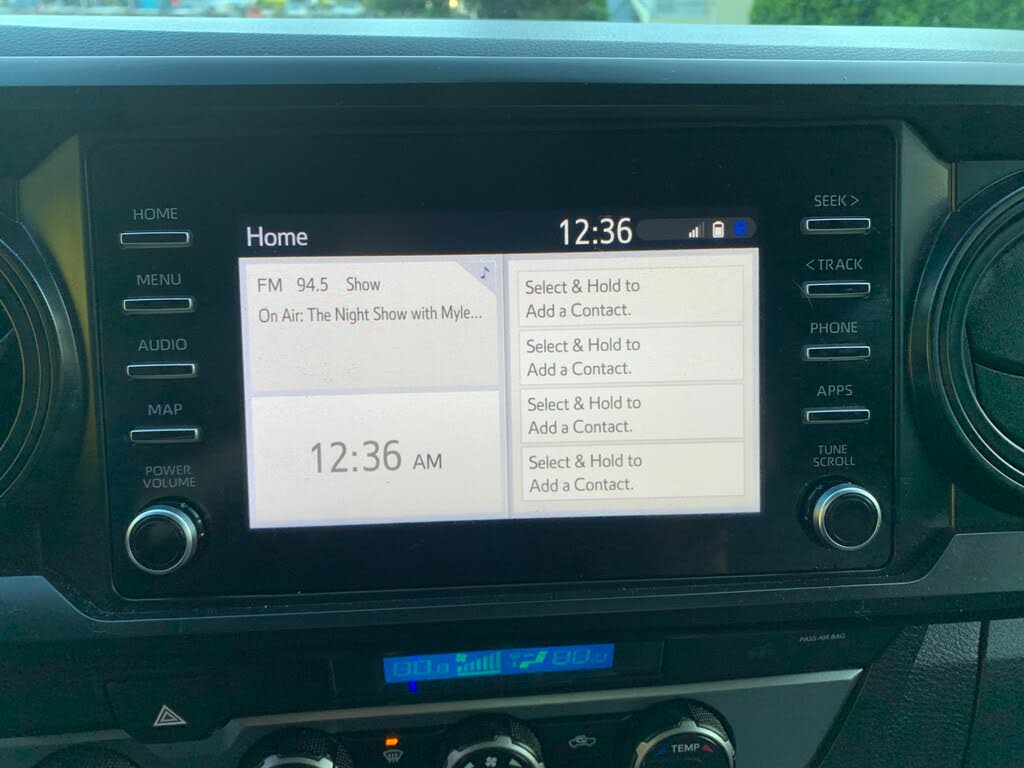 HOME
MENU
AUDIO
MAP
POWER
VOLUME
Home 12:36
FM 94.5 Show
On Air: The Night Show with Myle...
12:36 AM
Select & Hold to
Add a Contact.
Select & Hold to
Add a Contact.
Select & Hold to
Add a Contact.
Select & Hold to
Add a Contact.
SEEK >
< TRACK
PHONE
APPS
TUNE
SCROLL
PASS AIR BAG
TEMP